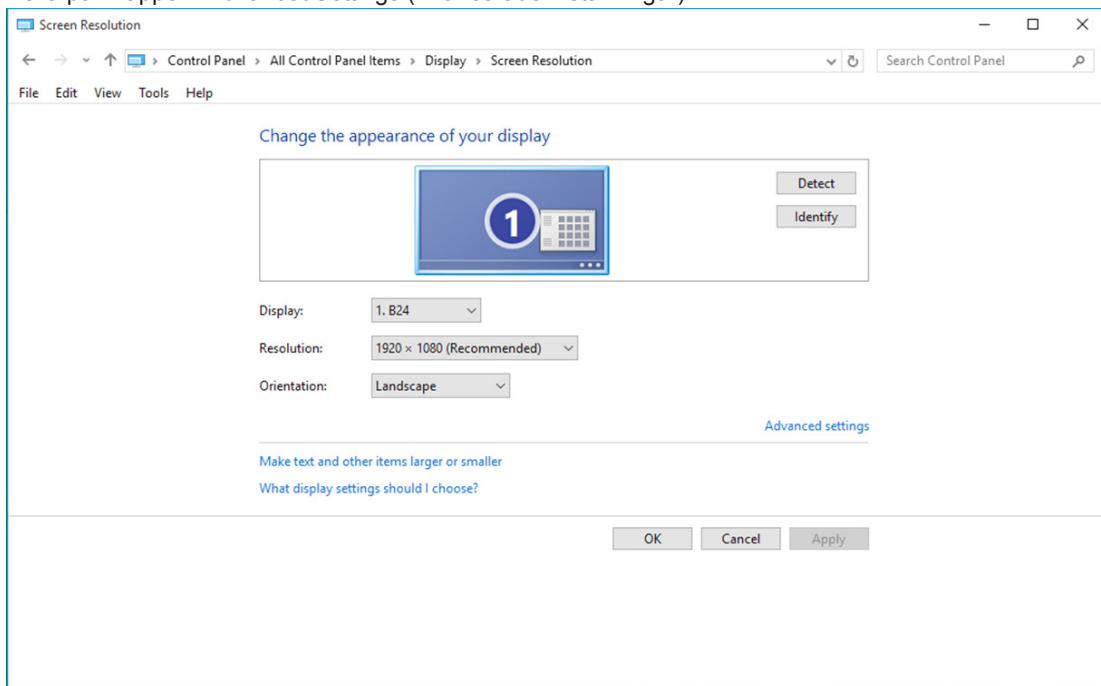 Screen Resolution
Control Panel > All Control Panel Items > Display > Screen Resolution
Search Control Panel
File Edit View Tools Help
Change the appearance of your display
1
Detect
Identify
Display: 1. B24
Resolution: 1920 × 1080 (Recommended)
Orientation: Landscape
Advanced settings
Make text and other items larger or smaller
What display settings should I choose?
OK Cancel Apply